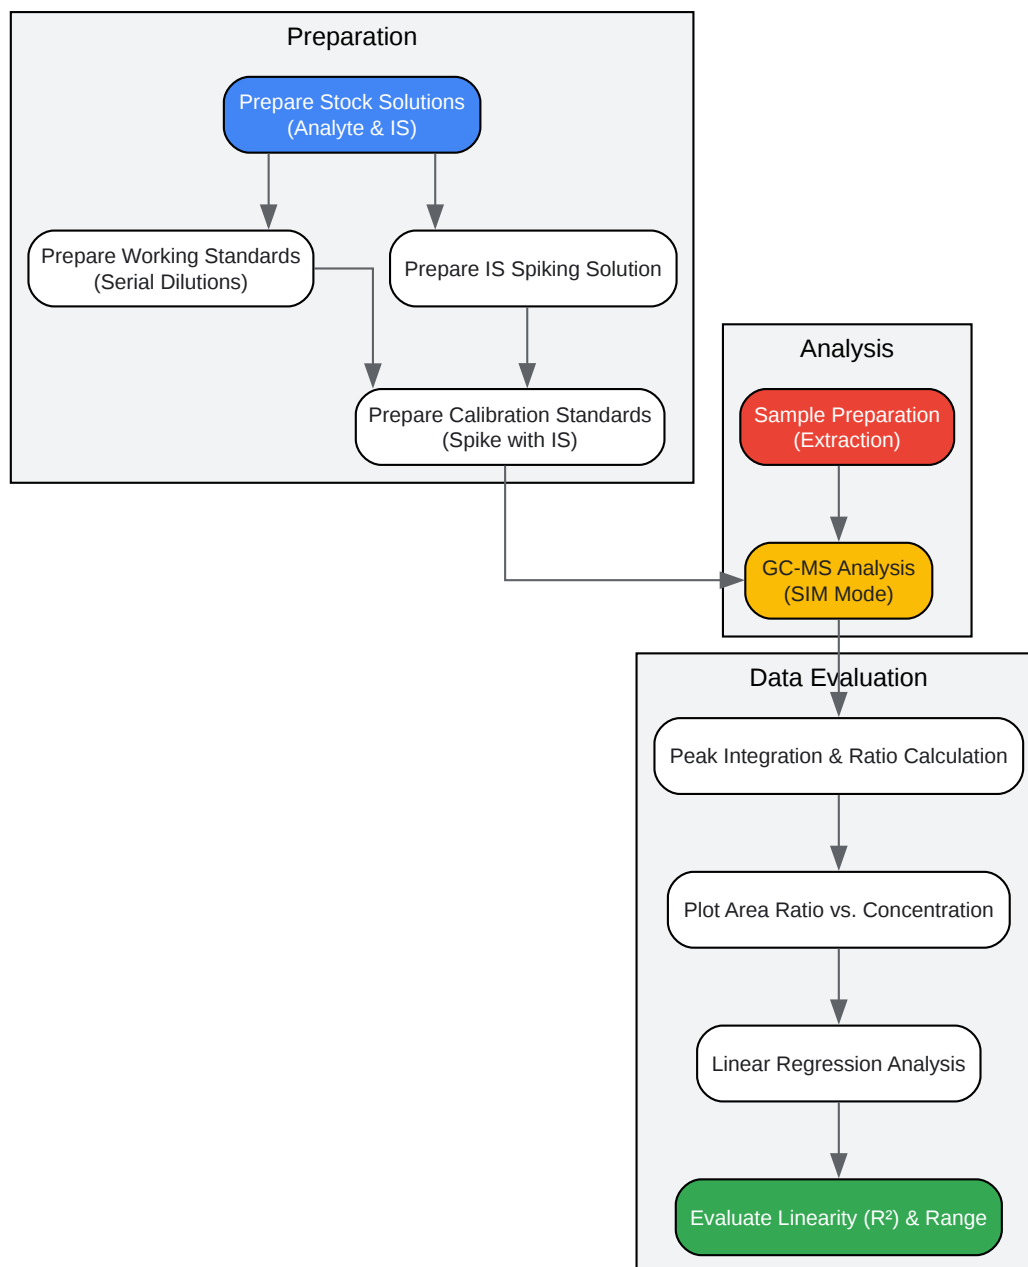 Preparation
Prepare Stock Solutions
(Analyte & IS)
Prepare Working Standards
(Serial Dilutions)
Prepare IS Spiking Solution
Prepare Calibration Standards
(Spike with IS)
Analysis
Sample Preparation
(Extraction)
GC-MS Analysis
(SIM Mode)
Data Evaluation
Peak Integration & Ratio Calculation
Plot Area Ratio vs. Concentration
Linear Regression Analysis
Evaluate Linearity (R²) & Range